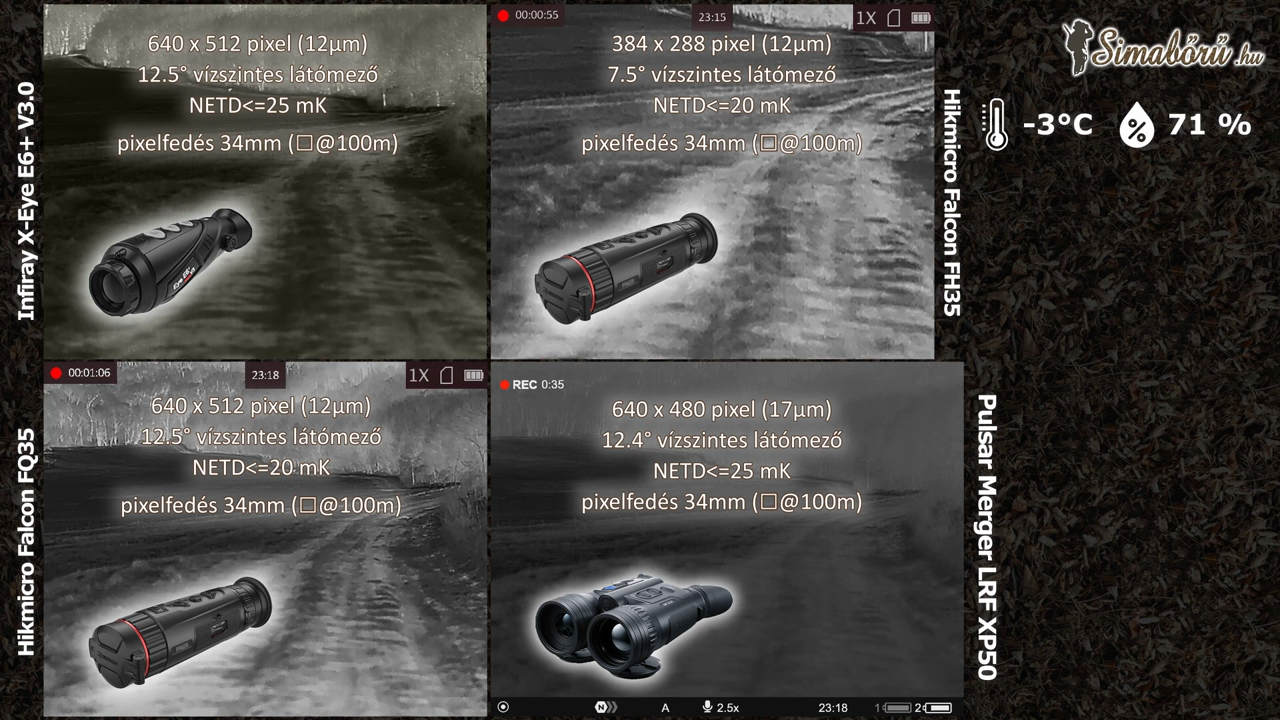 Infiray X-Eye E6+ V3.0
640 x 512 pixel (12µm)
12.5° vízszintes látómező
NETD<=25 mK
pixelfedés 34mm (□@100m)
00:00:55
23:15
1X
384 x 288 pixel (12µm)
7.5° vízszintes látómező
NETD<=20 mK
pixelfedés 34mm (□@100m)
Hikmicro Falcon FH35
Simabőrű.hu
-3°C
% 71 %
Hikmicro Falcon FQ35
00:01:06
23:18
1X
640 x 512 pixel (12µm)
12.5° vízszintes látómező
NETD<=20 mK
pixelfedés 34mm (□@100m)
REC 0:35
640 x 480 pixel (17µm)
12.4° vízszintes látómező
NETD<=25 mK
pixelfedés 34mm (□@100m)
N A 2.5x 23:18 1 2
Pulsar Merger LRF XP50